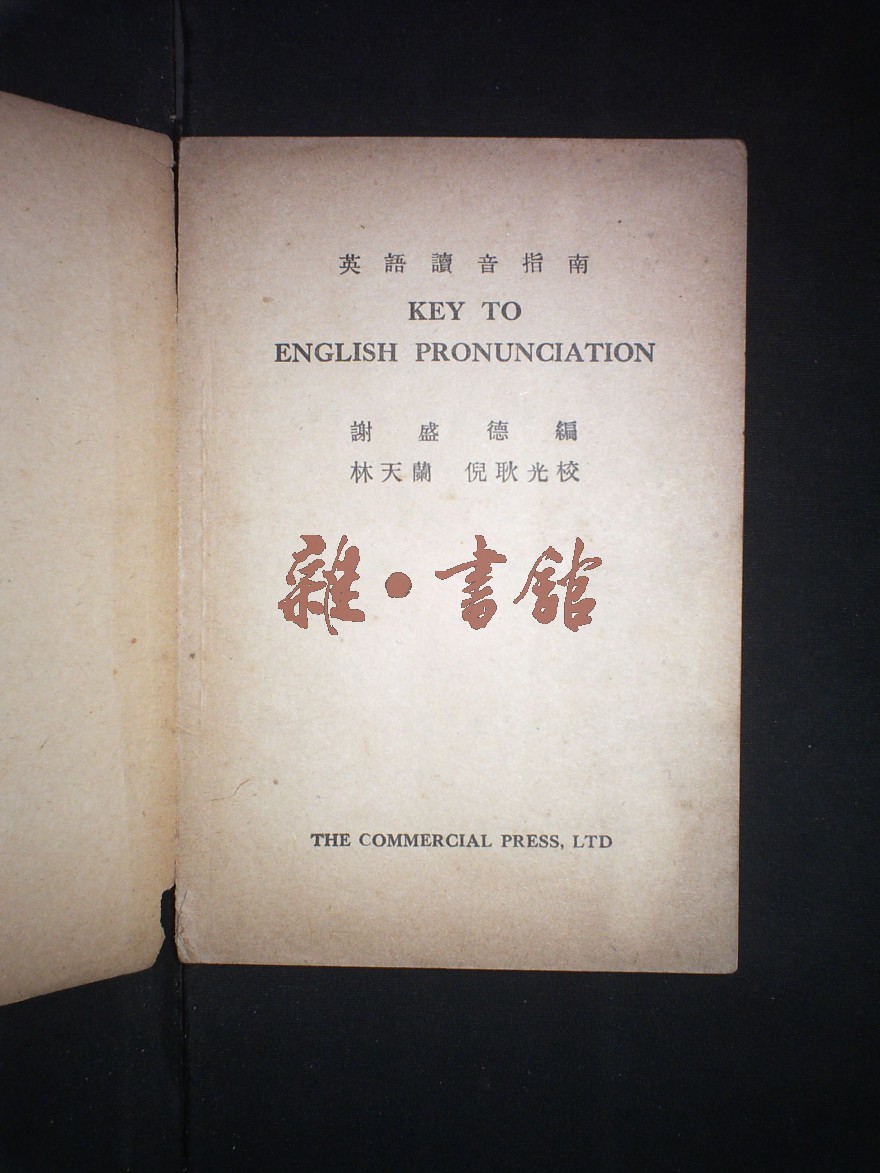 英語讀音指南
KEY TO
ENGLISH PRONUNCIATION
謝盛德編
林天蘭 倪耿光校
雜·書館
THE COMMERCIAL PRESS, LTD